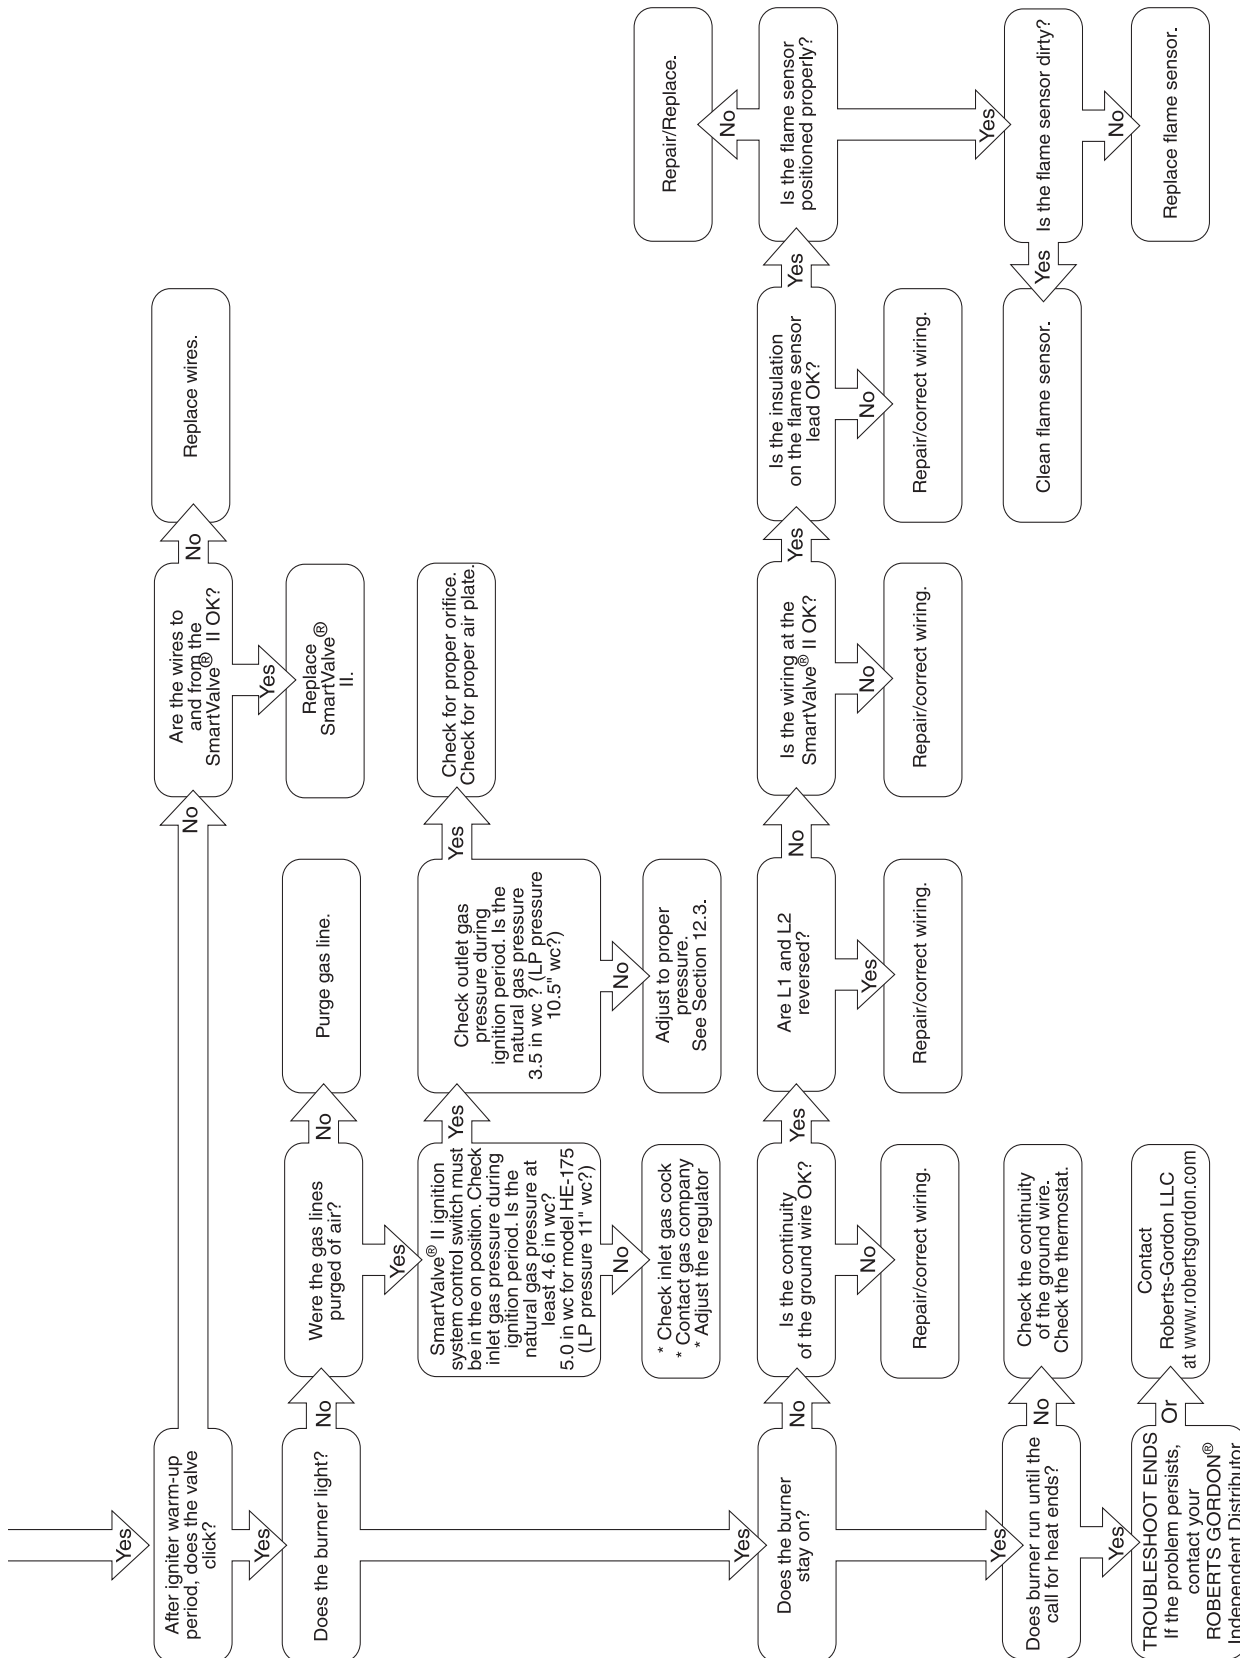 Yes
After igniter warm-up
period, does the valve
click?
No
Are the wires to
and from the
SmartValve® II OK?
No
Replace wires.
Yes
Replace
SmartValve®
II.
Yes
Does the burner light?
No
Were the gas lines
purged of air?
No
Purge gas line.
Yes
SmartValve® II ignition
system control switch must
be in the on position. Check
inlet gas pressure during
ignition period. Is the
natural gas pressure at
least 4.6 in wc?
5.0 in wc for model HE-175
(LP pressure 11" wc?)
Yes
Check outlet gas
pressure during
ignition period. Is the
natural gas pressure
3.5 in wc ? (LP pressure
10.5" wc?)
Yes
Check for proper orifice.
Check for proper air plate.
No
* Check inlet gas cock
* Contact gas company
* Adjust the regulator
No
Adjust to proper
pressure.
See Section 12.3.
Yes
Does the burner
stay on?
No
Is the continuity
of the ground wire OK?
Yes
Are L1 and L2
reversed?
No
Is the wiring at the
SmartValve® II OK?
Yes
Is the insulation
on the flame sensor
lead OK?
Yes
Is the flame sensor
positioned properly?
No
Repair/Replace.
No
Repair/correct wiring.
Yes
Repair/correct wiring.
No
Repair/correct wiring.
No
Repair/correct wiring.
Yes
Is the flame sensor dirty?
Yes
Clean flame sensor.
No
Replace flame sensor.
Yes
Does burner run until the
call for heat ends?
No
Check the continuity
of the ground wire.
Check the thermostat.
Yes
TROUBLESHOOT ENDS
If the problem persists,
contact your
ROBERTS GORDON®
Independent Distributor
Or
Contact
Roberts-Gordon LLC
at www.robertsgordon.com